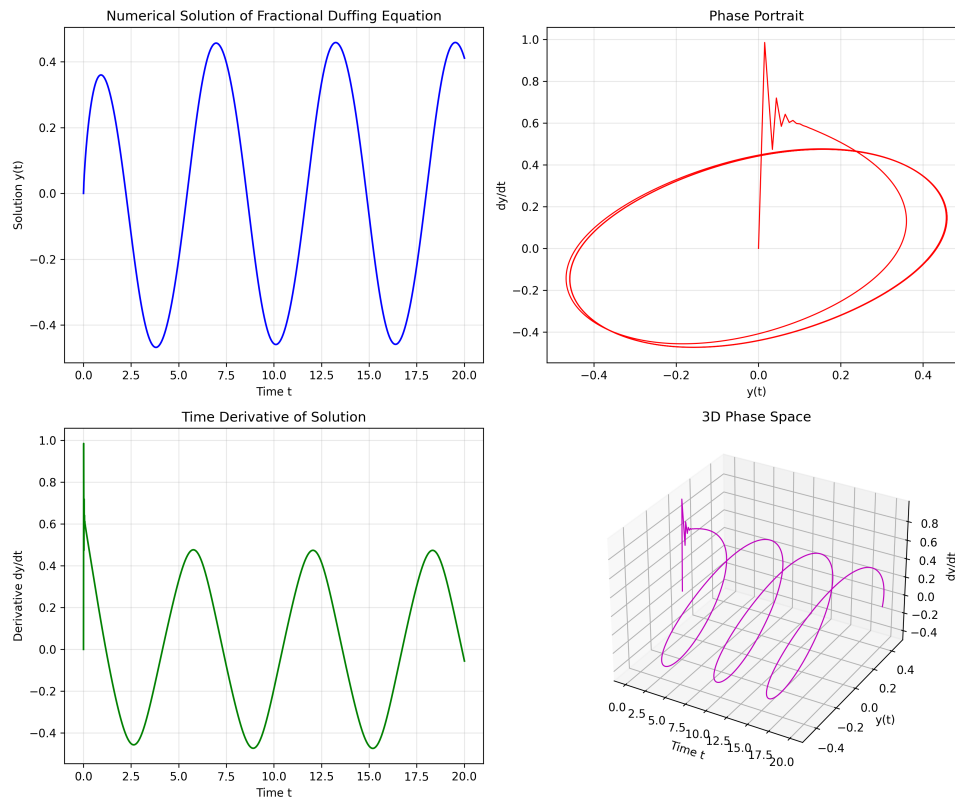 Numerical Solution of Fractional Duffing Equation
Solution y(t)
0.4
0.2
0.0
−0.2
−0.4
0.0 2.5 5.0 7.5 10.0 12.5 15.0 17.5 20.0
Time t
Phase Portrait
dy/dt
1.0
0.8
0.6
0.4
0.2
0.0
−0.2
−0.4
−0.4 −0.2 0.0 0.2 0.4
y(t)
Time Derivative of Solution
Derivative dy/dt
1.0
0.8
0.6
0.4
0.2
0.0
−0.2
−0.4
0.0 2.5 5.0 7.5 10.0 12.5 15.0 17.5 20.0
Time t
3D Phase Space
0.8
0.6
0.4
0.2
0.0
−0.2
−0.4
dy/dt
0.4
0.2
0.0
−0.2
−0.4
y(t)
0.0 2.5 5.0 7.5 10.0 12.5 15.0 17.5 20.0
Time t